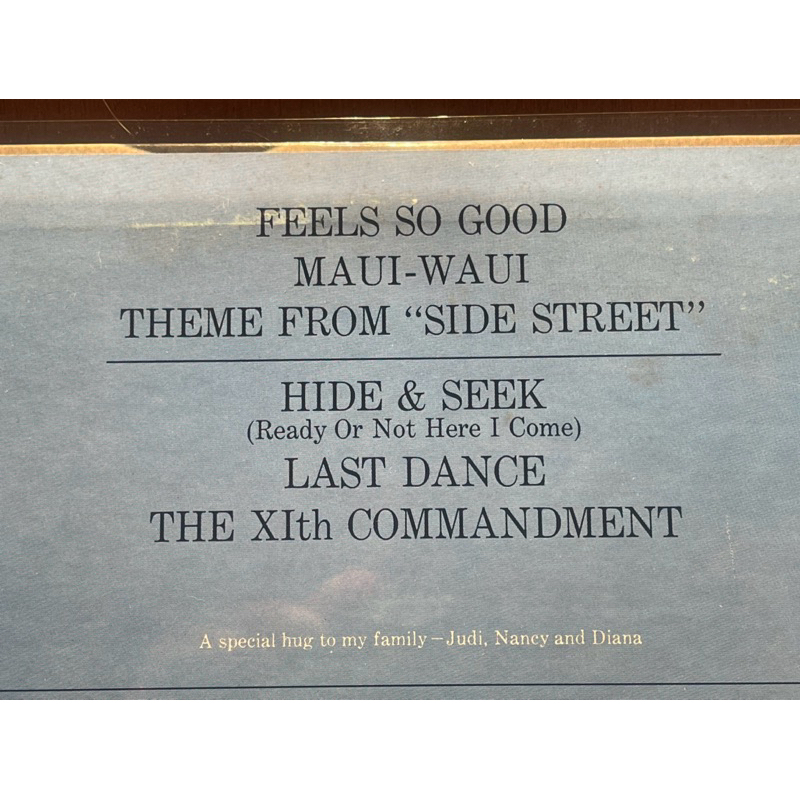 FEELS SO GOOD
MAUI-WAUI
THEME FROM “SIDE STREET”
HIDE & SEEK
(Ready Or Not Here I Come)
LAST DANCE
THE XIth COMMANDMENT
A special hug to my family—Judi, Nancy and Diana